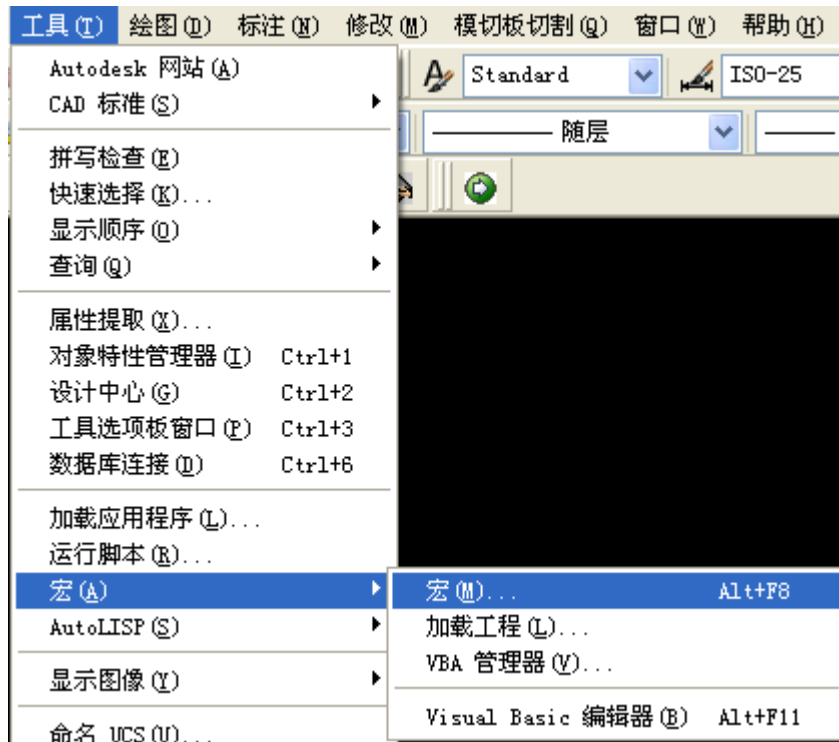 工具(T) 绘图(D) 标注(N) 修改(M) 模切板切割(Q) 窗口(W) 帮助(H)
Autodesk 网站(A)
Standard
ISO-25
CAD 标准(S)
随层
拼写检查(E)
快速选择(K)...
显示顺序(O)
查询(Q)
属性提取(X)...
对象特性管理器(I) Ctrl+1
设计中心(G) Ctrl+2
工具选项板窗口(P) Ctrl+3
数据库连接(D) Ctrl+6
加载应用程序(L)...
运行脚本(R)...
宏(A)
宏(M)... Alt+F8
AutoLISP(S)
加载工程(L)...
VBA 管理器(V)...
显示图像(Y)
Visual Basic 编辑器(B) Alt+F11
命名 UCS(U)...